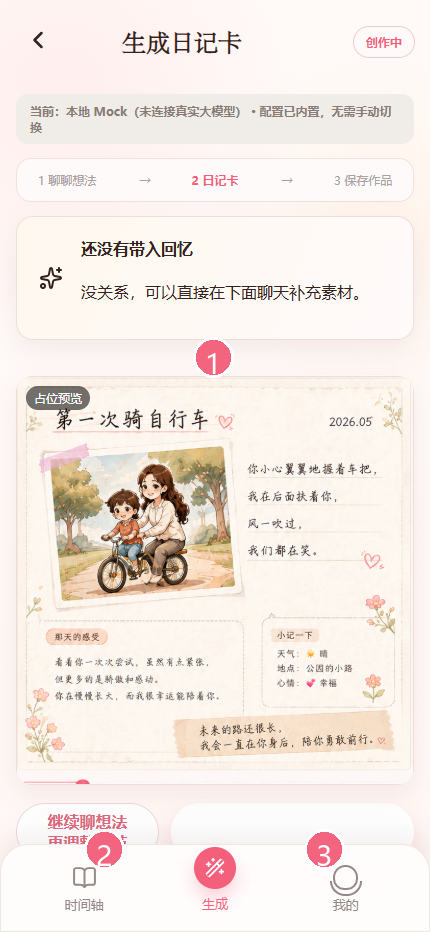 生成日记卡
创作中
当前：本地 Mock（未连接真实大模型） • 配置已内置，无需手动切
换
1 聊聊想法 → 2 日记卡 → 3 保存作品
还没有带入回忆
没关系，可以直接在下面聊天补充素材。
1
占位预览
第一次骑自行车
2026.05
你小心翼翼地握着车把，
我在后面扶着你，
风一吹过，
我们都在笑。
那天的感受
看着你一次次尝试，虽然有点紧张，
但更多的是骄傲和感动。
你在慢慢长大，而我很幸运能陪着你。
小记一下
天气： 晴
地点： 公园的小路
心情： 幸福
未来的路还很长，
我会一直在你身后，陪你勇敢前行。
继续聊想法
2
3
时间轴
生成
我的